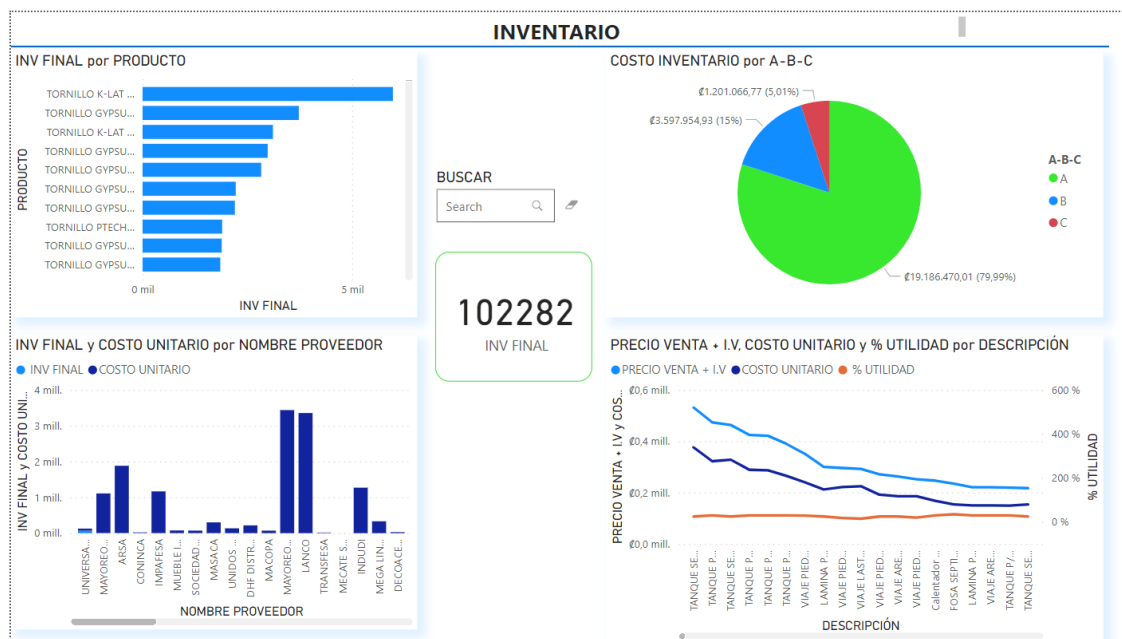 INVENTARIO
INV FINAL por PRODUCTO
PRODUCTO
TORNILLO K-LAT ...
TORNILLO GYPSU...
TORNILLO K-LAT ...
TORNILLO GYPSU...
TORNILLO GYPSU...
TORNILLO GYPSU...
TORNILLO GYPSU...
TORNILLO PTECH...
TORNILLO GYPSU...
TORNILLO GYPSU...
0 mil
5 mil
INV FINAL
BUSCAR
Search
102282
INV FINAL
COSTO INVENTARIO por A-B-C
₡1.201.066,77 (5,01%)
₡3.597.954,93 (15%)
₡19.186.470,01 (79,99%)
A-B-C
A
B
C
INV FINAL y COSTO UNITARIO por NOMBRE PROVEEDOR
INV FINAL
COSTO UNITARIO
INV FINAL y COSTO UNI...
4 mill.
3 mill.
2 mill.
1 mill.
0 mill.
UNIVERSA...
MAYOREO...
ARSA
CONINCA
IMPAFESA
MUEBLE I...
SOCIEDAD...
MASACA
UNIDOS ...
DHF DISTR...
MACOPA
MAYOREO...
LANCO
TRANSFESA
MECATE S...
INDUDI
MEGA LIN...
DECOACE...
NOMBRE PROVEEDOR
PRECIO VENTA + I.V, COSTO UNITARIO y % UTILIDAD por DESCRIPCIÓN
PRECIO VENTA + I.V
COSTO UNITARIO
% UTILIDAD
PRECIO VENTA + I.V y COS...
₡0,6 mill.
₡0,4 mill.
₡0,2 mill.
₡0,0 mill.
600 %
400 %
200 %
0 %
% UTILIDAD
TANQUE SE...
TANQUE P...
TANQUE SE...
TANQUE P...
TANQUE P...
TANQUE P...
VIAJE PIED...
LAMINA P...
VIAJE PIED...
VIAJE LAST...
VIAJE PIED...
VIAJE ARE...
VIAJE PIED...
Calentador ...
FOSA SEPTI...
LAMINA P...
VIAJE ARE...
TANQUE P/...
TANQUE SE...
DESCRIPCIÓN